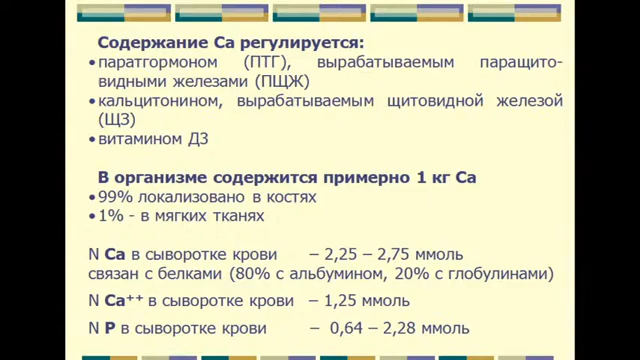 Содержание Са регулируется:
•паратгормоном (ПТГ), вырабатываемым паращито-
видными железами (ПЩЖ)
•кальцитонином, вырабатываемым щитовидной железой
(ЩЗ)
•витамином Д3
В организме содержится примерно 1 кг Са
•99% локализовано в костях
•1% - в мягких тканях
N Ca в сыворотке крови – 2,25 – 2,75 ммоль
связан с белками (80% с альбумином, 20% с глобулинами)
N Ca⁺⁺ в сыворотке крови – 1,25 ммоль
N P в сыворотке крови – 0,64 – 2,28 ммоль